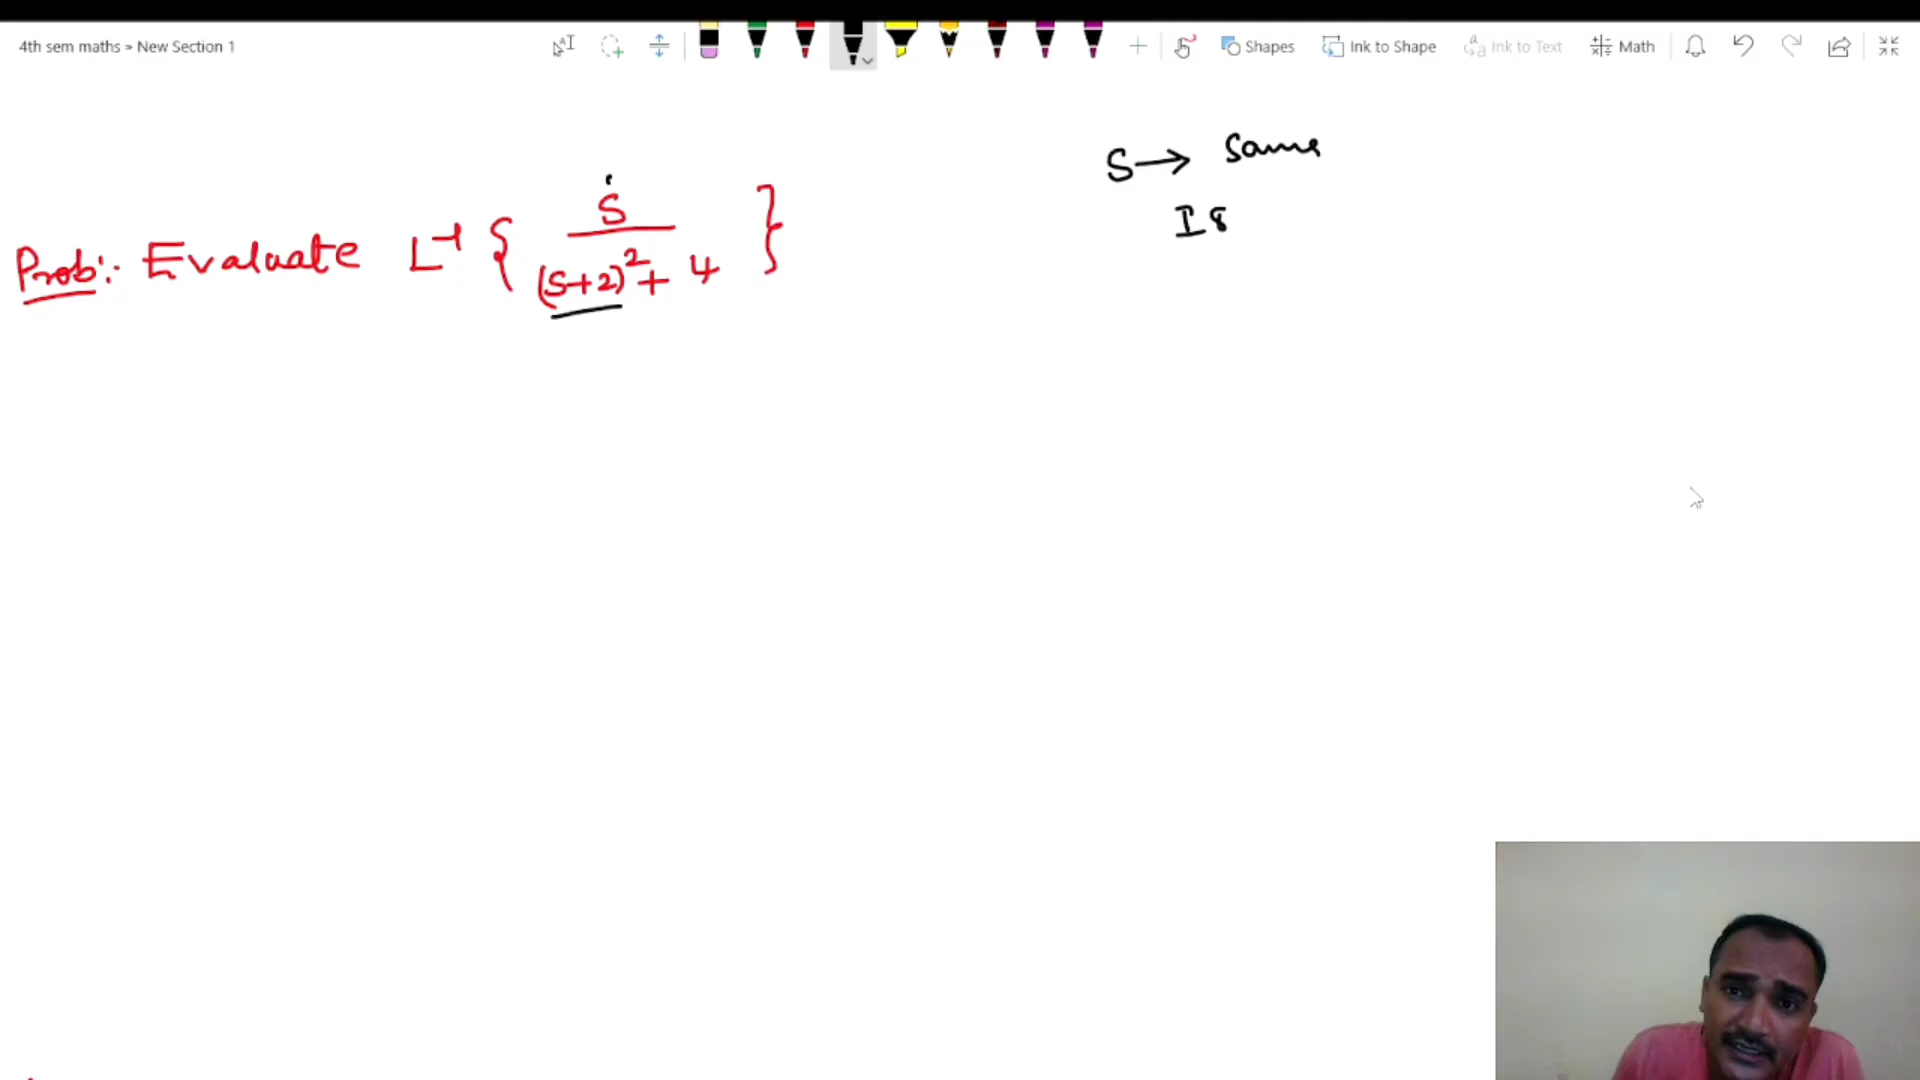 4th sem maths » New Section 1
Shapes Ink to Shape Ink to Text Math
S → Same
I8
Prob:- Evaluate L⁻¹ { S / ((S+2)² + 4) }